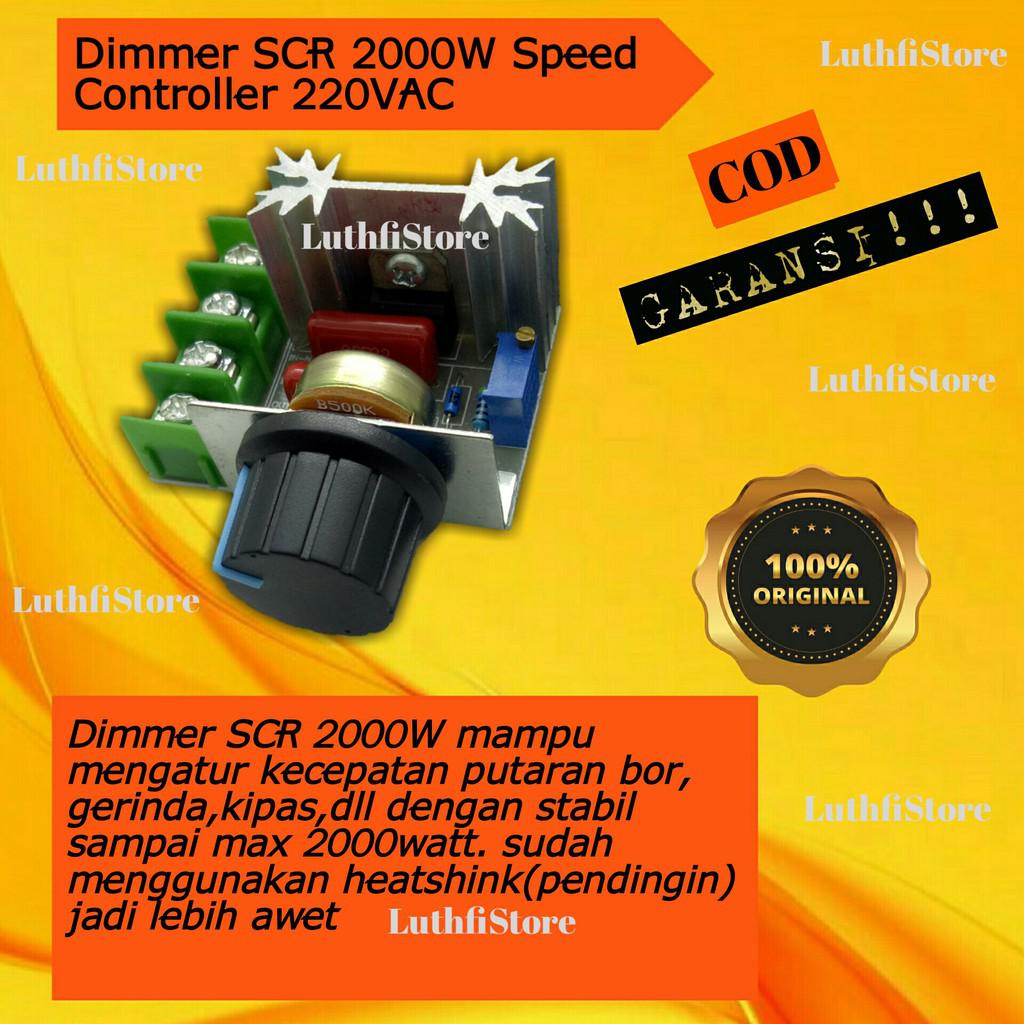 Dimmer SCR 2000W Speed
Controller 220VAC
LuthfiStore
COD
LuthfiStore
GARANSI!!!
LuthfiStore
B500K
LuthfiStore
100%
ORIGINAL
LuthfiStore
Dimmer SCR 2000W mampu
mengatur kecepatan putaran bor,
gerinda,kipas,dll dengan stabil
sampai max 2000watt. sudah
menggunakan heatshink(pendingin)
jadi lebih awet
LuthfiStore
LuthfiStore